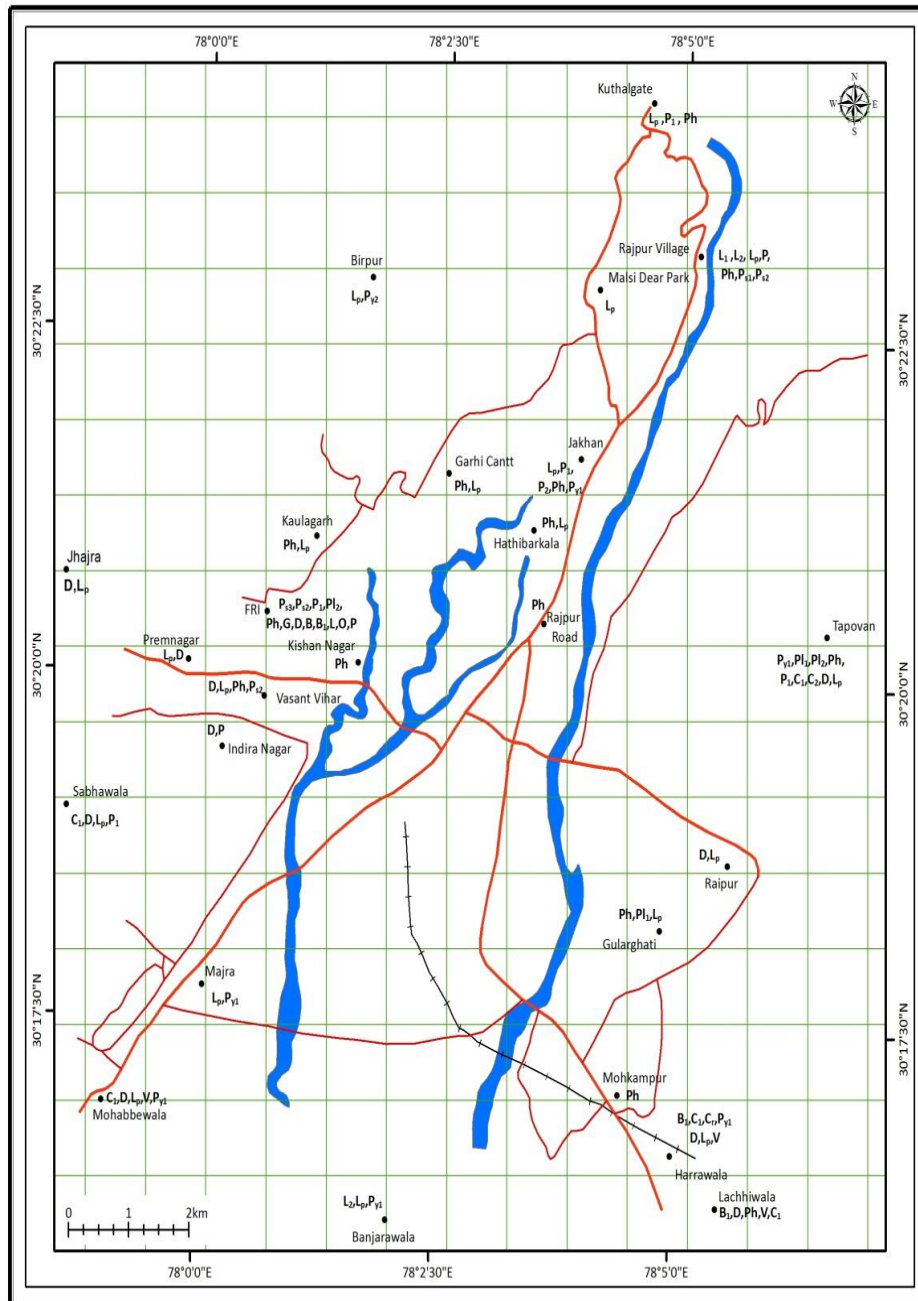 78°0'0"E 78°2'30"E 78°5'0"E
N
W E
S
Kuthalgate
Lp ,P1 , Ph
Rajpur Village
L1 ,L2, Lp,P,
Ph,Ps1,Ps2
Birpur
Lp,Py2
Malsi Dear Park
Lp
30°22'30"N
30°22'30"N
Jakhan
Lp,P1,
P2,Ph,Py1
Garhi Cantt
Ph,Lp
Kaulagarh
Ph,Lp
Ph,Lp
Hathibarkala
Jhajra
D,Lp
FRI
Ps3,Ps2,P1,Pl2,
Ph,G,D,B,B1,L,O,P
Ph
Rajpur
Road
Tapovan
Py1,Pl1,Pl2,Ph,
P1,C1,C2,D,Lp
Premnagar
Lp,D
Kishan Nagar
Ph
30°20'0"N
30°20'0"N
D,Lp,Ph,Ps2
Vasant Vihar
D,P
Indira Nagar
Sabhawala
C1,D,Lp,P1
D,Lp
Raipur
Ph,Pl1,Lp
Gularghati
Majra
Lp,Py1
30°17'30"N
30°17'30"N
C1,D,Lp,V,Py1
Mohabbewala
Mohkampur
Ph
B1,C1,Cr,Py1
D,Lp,V
Harrawala
Lachhiwala
B1,D,Ph,V,C1
L2,Lp,Py1
Banjarawala
0 1 2km
78°0'0"E 78°2'30"E 78°5'0"E